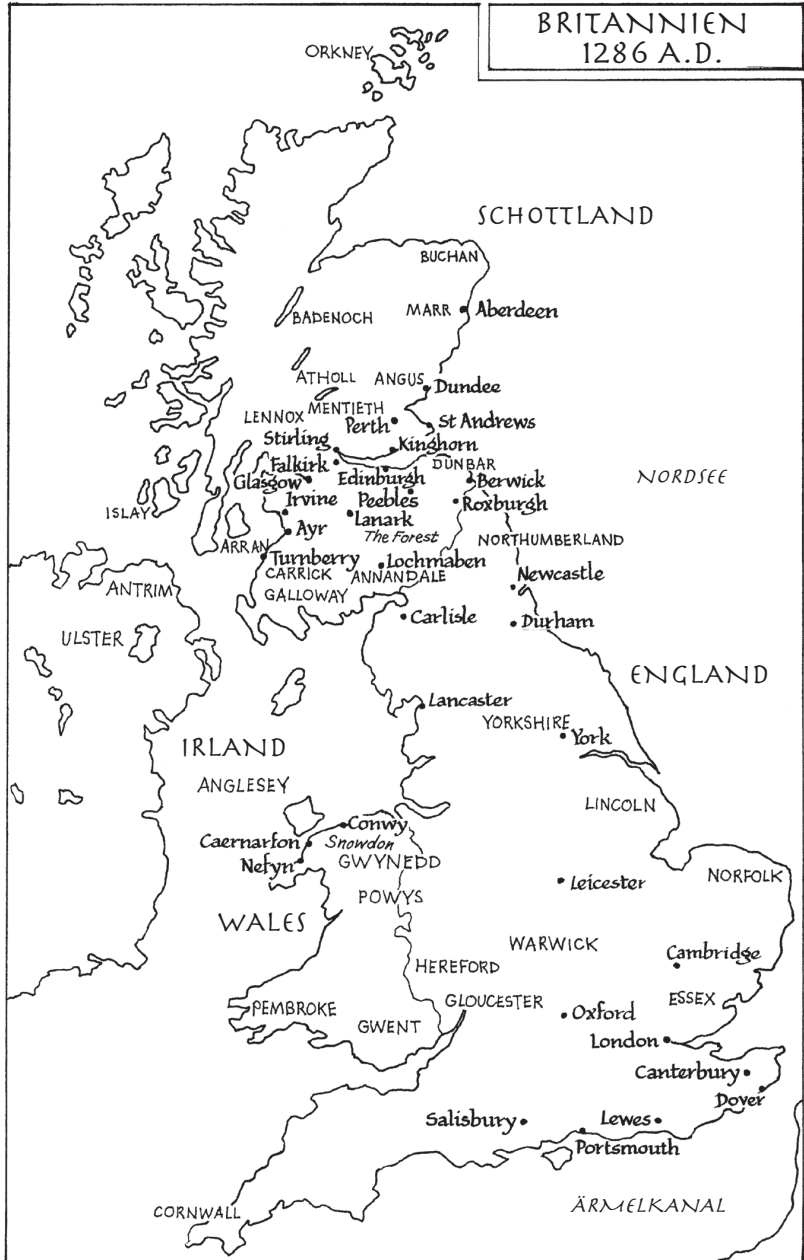 BRITANNIEN
1286 A.D.
ORKNEY
SCHOTTLAND
BUCHAN
MARR
Aberdeen
BADENOCH
ATHOLL
ANGUS
Dundee
MENTIETH
LENNOX
Perth
St Andrews
Stirling
Kinghorn
Falkirk
DUNBAR
Glasgow
Edinburgh
Berwick
NORDSEE
Irvine
Peebles
Roxburgh
ISLAY
Lanark
Ayr
The Forest
NORTHUMBERLAND
ARRAN
Turnberry
Lochmaben
CARRICK
ANNANDALE
Newcastle
ANTRIM
GALLOWAY
Carlisle
Durham
ULSTER
ENGLAND
Lancaster
YORKSHIRE
York
IRLAND
ANGLESEY
LINCOLN
Conwy
Caernarfon
Snowdon
Nefyn
GWYNEDD
Leicester
NORFOLK
POWYS
WALES
WARWICK
Cambridge
HEREFORD
PEMBROKE
GLOUCESTER
ESSEX
Oxford
GWENT
London
Canterbury
Dover
Salisbury
Lewes
Portsmouth
CORNWALL
ÄRMELKANAL